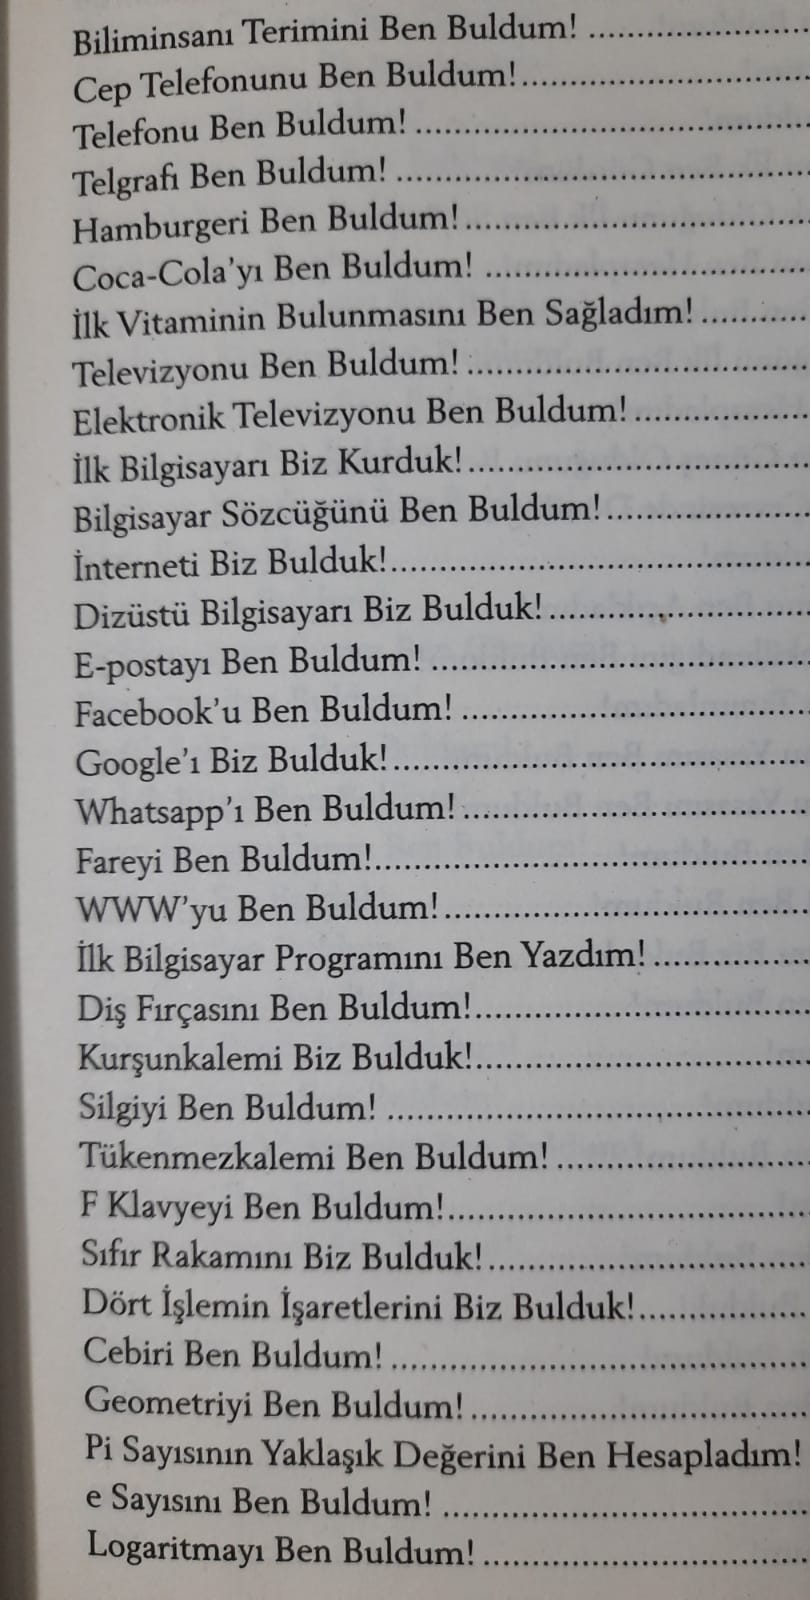 Biliminsanı Terimini Ben Buldum! ......................
Cep Telefonunu Ben Buldum!.............................
Telefonu Ben Buldum! .......................................
Telgrafı Ben Buldum! .........................................
Hamburgeri Ben Buldum!..................................
Coca-Cola'yı Ben Buldum! ................................
İlk Vitaminin Bulunmasını Ben Sağladım! ...........
Televizyonu Ben Buldum! ..................................
Elektronik Televizyonu Ben Buldum! .................
İlk Bilgisayarı Biz Kurduk!..................................
Bilgisayar Sözcüğünü Ben Buldum!....................
İnterneti Biz Bulduk!..........................................
Dizüstü Bilgisayarı Biz Bulduk!..........................
E-postayı Ben Buldum! ......................................
Facebook'u Ben Buldum! ...................................
Google'ı Biz Bulduk!..........................................
Whatsapp'ı Ben Buldum! ...................................
Fareyi Ben Buldum!............................................
WWW'yu Ben Buldum!.....................................
İlk Bilgisayar Programını Ben Yazdım! ...............
Diş Fırçasını Ben Buldum!..................................
Kurşunkalemi Biz Bulduk!..................................
Silgiyi Ben Buldum! ...........................................
Tükenmezkalemi Ben Buldum! .........................
F Klavyeyi Ben Buldum!....................................
Sıfır Rakamını Biz Bulduk!.................................
Dört İşlemin İşaretlerini Biz Bulduk!.................
Cebiri Ben Buldum! ..........................................
Geometriyi Ben Buldum! ..................................
Pi Sayısının Yaklaşık Değerini Ben Hesapladım!
e Sayısını Ben Buldum! .....................................
Logaritmayı Ben Buldum! .................................